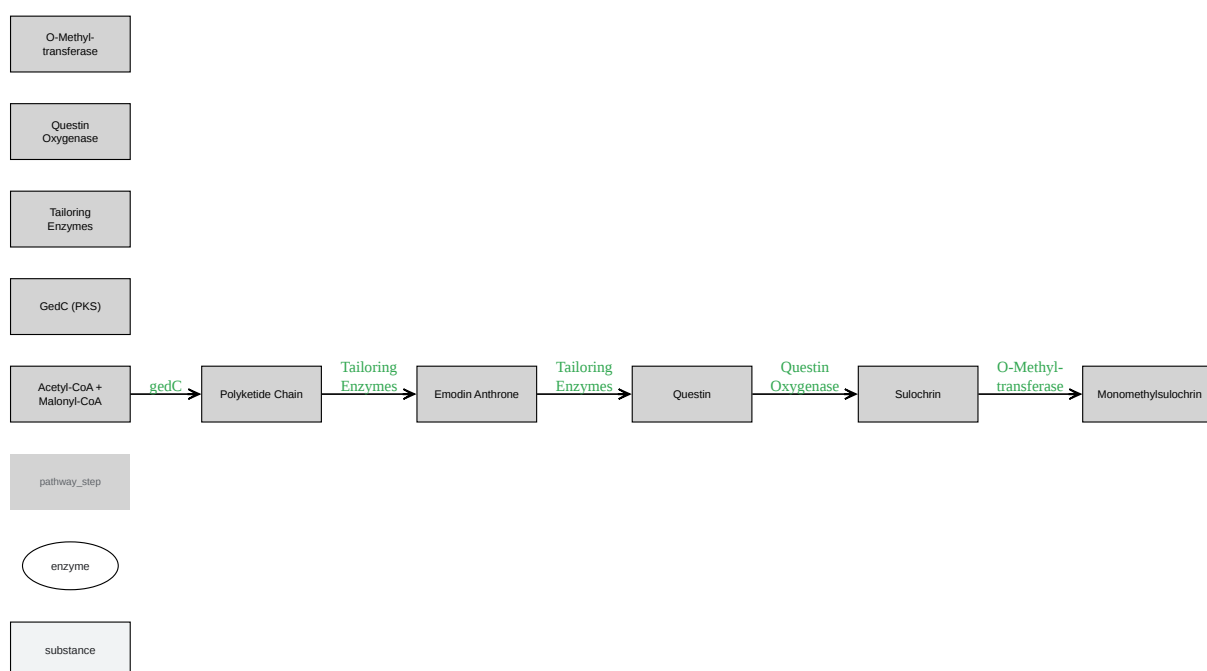 O-Methyl-
transferase
Questin
Oxygenase
Tailoring
Enzymes
GedC (PKS)
Acetyl-CoA +
Malonyl-CoA
gedC
Polyketide Chain
Tailoring
Enzymes
Emodin Anthrone
Tailoring
Enzymes
Questin
Questin
Oxygenase
Sulochrin
O-Methyl-
transferase
Monomethylsulochrin
pathway_step
enzyme
substance